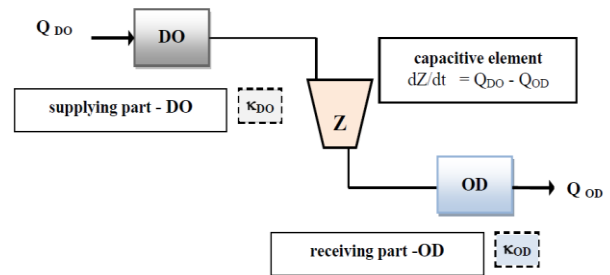 Q DO
DO
capacitive element
dZ/dt = QDO - QOD
supplying part - DO
κDO
Z
OD
Q OD
receiving part -OD
κOD